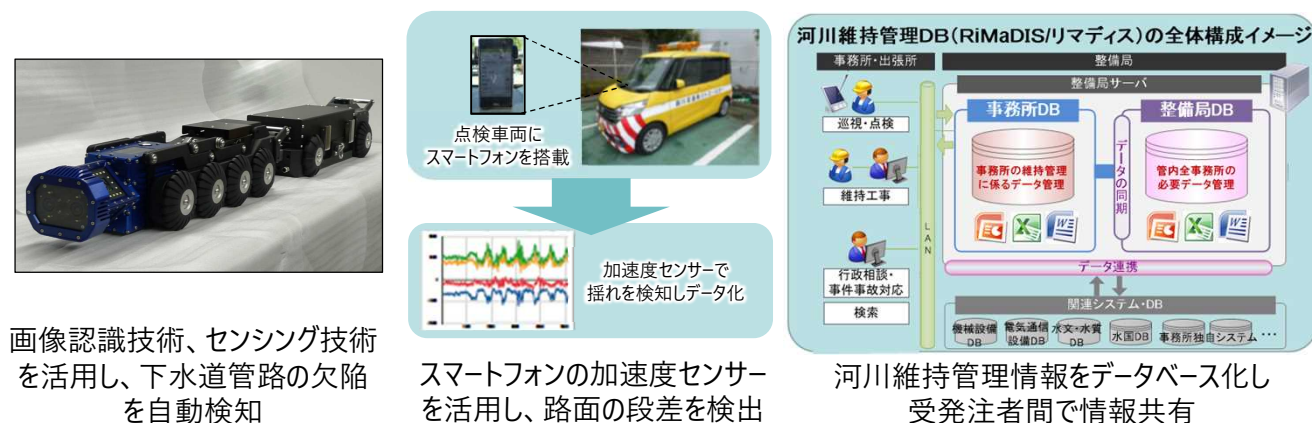 画像認識技術、センシング技術
を活用し、下水道管路の欠陥
を自動検知
点検車両に
スマートフォンを搭載
加速度センサーで
揺れを検知しデータ化
スマートフォンの加速度センサー
を活用し、路面の段差を検出
河川維持管理DB(RiMaDIS/リマディス)の全体構成イメージ
事務所・出張所
整備局
整備局サーバ
巡視・点検
維持工事
行政相談・
事件事故対応
検索
LAN
事務所DB
事務所の維持管理
に係るデータ管理
データの同期
整備局DB
管内全事務所の
必要データ管理
データ連携
関連システム・DB
機械設備
DB
電気通信
設備DB
水文・水質
DB
水国DB
事務所独自システム
・・・
河川維持管理情報をデータベース化し
受発注者間で情報共有